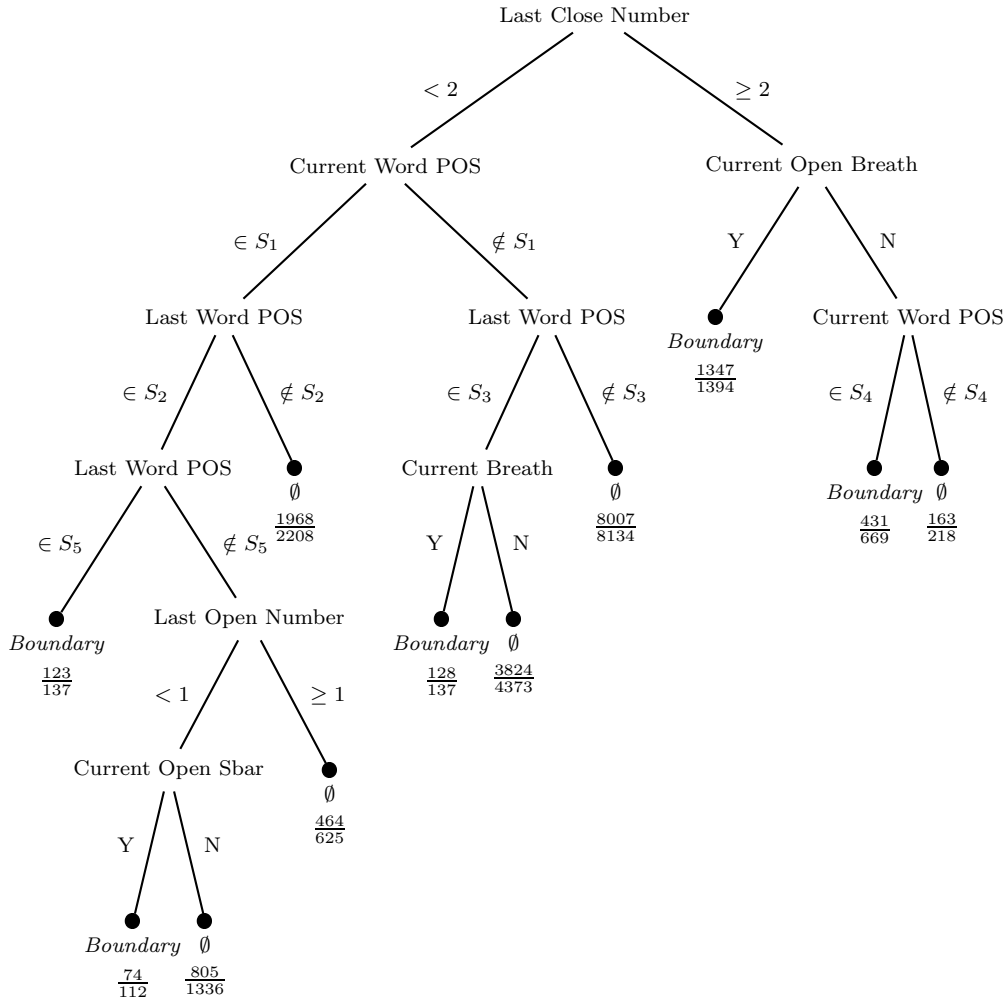 Last Close Number
< 2
≥ 2
Current Word POS
Current Open Breath
∈ S₁
∉ S₁
Y
N
Last Word POS
Last Word POS
Boundary
1347/1394
Current Word POS
∈ S₂
∉ S₂
∈ S₃
∉ S₃
∈ S₄
∉ S₄
Last Word POS
∅
1968/2208
Current Breath
∅
8007/8134
Boundary
431/669
∅
163/218
∈ S₅
∉ S₅
Y
N
Boundary
123/137
Last Open Number
Boundary
128/137
∅
3824/4373
< 1
≥ 1
Current Open Sbar
∅
464/625
Y
N
Boundary
74/112
∅
805/1336